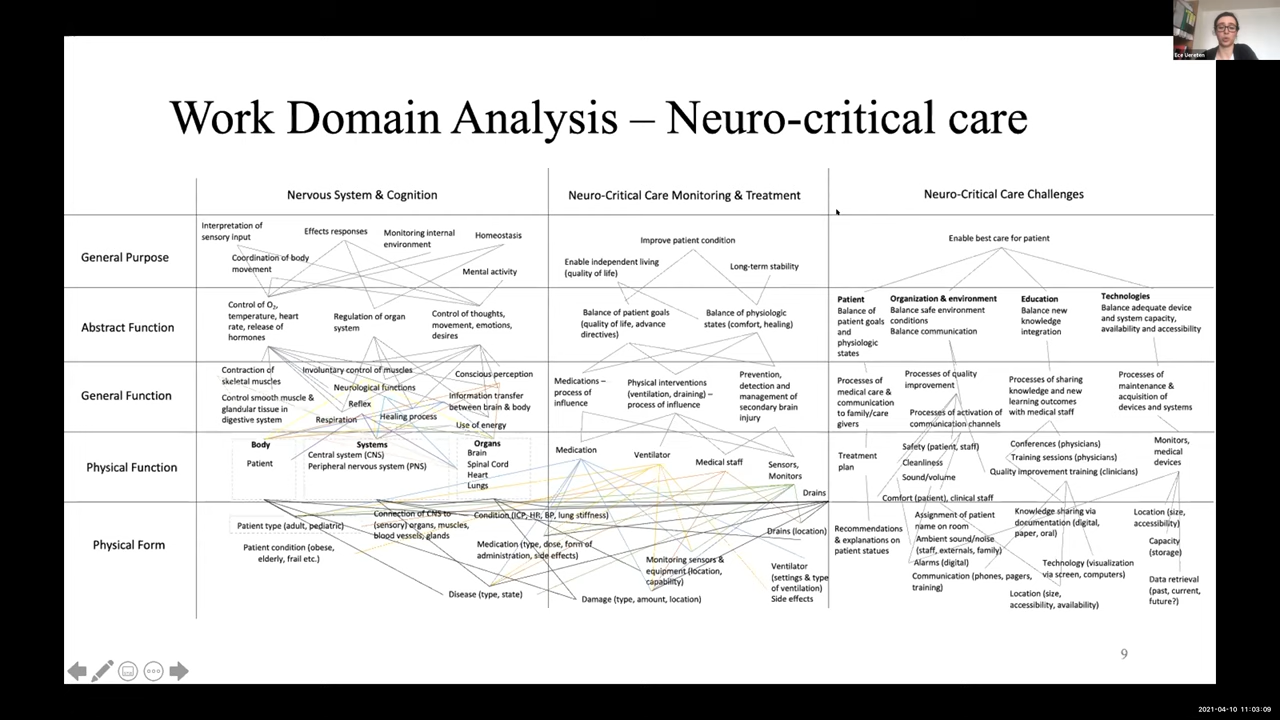 Ece Uereten
Work Domain Analysis – Neuro-critical care
Nervous System & Cognition
Neuro-Critical Care Monitoring & Treatment
Neuro-Critical Care Challenges
General Purpose
Interpretation of
sensory input
Effects responses
Monitoring internal
environment
Homeostasis
Coordination of body
movement
Mental activity
Improve patient condition
Enable independent living
(quality of life)
Long-term stability
Enable best care for patient
Abstract Function
Control of O₂,
temperature, heart
rate, release of
hormones
Regulation of organ
system
Control of thoughts,
movement, emotions,
desires
Balance of patient goals
(quality of life, advance
directives)
Balance of physiologic
states (comfort, healing)
Patient
Balance of
patient goals
and
physiologic
states
Organization & environment
Balance safe environment
conditions
Balance communication
Education
Balance new
knowledge
integration
Technologies
Balance adequate device
and system capacity,
availability and accessibility
General Function
Contraction of
skeletal muscles
Control smooth muscle &
glandular tissue in
digestive system
Involuntary control of muscles
Neurological functions
Reflex
Respiration
Healing process
Conscious perception
Information transfer
between brain & body
Use of energy
Medications –
process of
influence
Physical interventions
(ventilation, draining) –
process of influence
Prevention,
detection and
management of
secondary brain
injury
Processes of
medical care &
communication
to family/care
givers
Processes of quality
improvement
Processes of activation of
communication channels
Processes of sharing
knowledge and new
learning outcomes
with medical staff
Processes of
maintenance &
acquisition of
devices and systems
Physical Function
Body
Patient
Systems
Central system (CNS)
Peripheral nervous system (PNS)
Organs
Brain
Spinal Cord
Heart
Lungs
Medication
Ventilator
Medical staff
Sensors,
Monitors
Drains
Treatment
plan
Safety (patient, staff)
Cleanliness
Sound/volume
Comfort (patient), clinical staff
Conferences (physicians)
Training sessions (physicians)
Quality improvement training (clinicians)
Monitors,
medical
devices
Physical Form
Patient type (adult, pediatric)
Patient condition (obese,
elderly, frail etc.)
Connection of CNS to
(sensory) organs, muscles,
blood vessels, glands
Condition (ICP, HR, BP, lung stiffness)
Medication (type, dose, form of
administration, side effects)
Disease (type, state)
Damage (type, amount, location)
Monitoring sensors &
equipment (location,
capability)
Drains (location)
Ventilator
(settings & type
of ventilation)
Side effects
Recommendations
& explanations on
patient statues
Assignment of patient
name on room
Ambient sound/noise
(staff, externals, family)
Alarms (digital)
Communication (phones, pagers,
training)
Knowledge sharing via
documentation (digital,
paper, oral)
Technology (visualization
via screen, computers)
Location (size,
accessibility, availability)
Location (size,
accessibility)
Capacity
(storage)
Data retrieval
(past, current,
future?)
9
2021-04-10 11:03:09